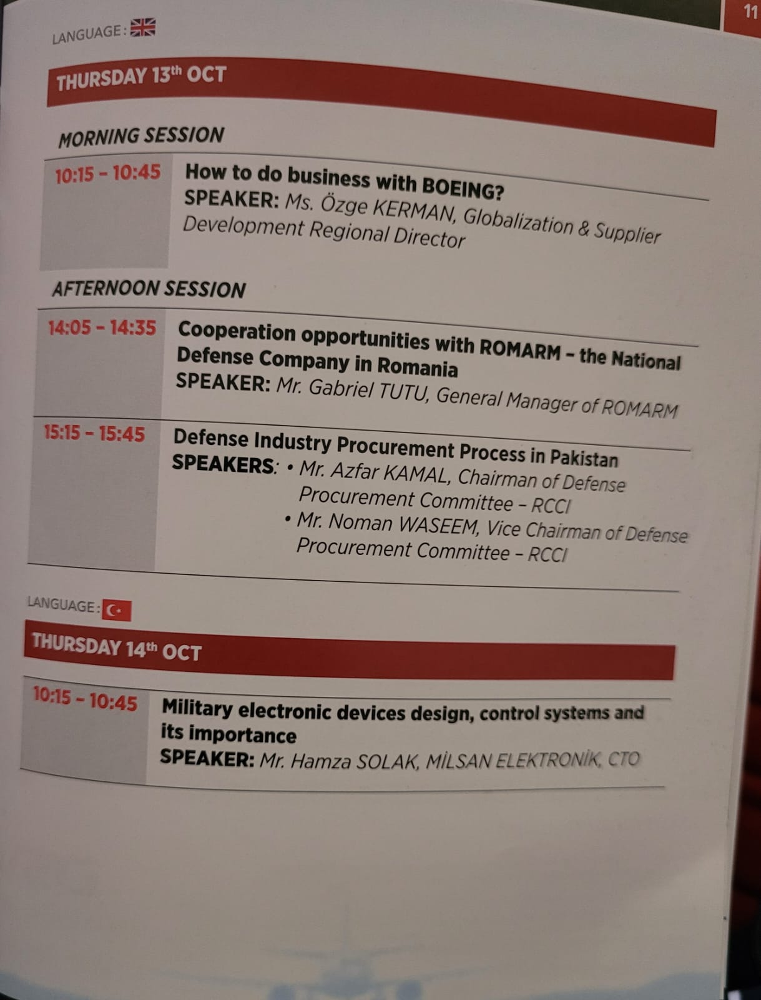 11
LANGUAGE:
THURSDAY 13th OCT
MORNING SESSION
10:15 – 10:45
How to do business with BOEING?
SPEAKER: Ms. Özge KERMAN, Globalization & Supplier
Development Regional Director
AFTERNOON SESSION
14:05 – 14:35
Cooperation opportunities with ROMARM – the National
Defense Company in Romania
SPEAKER: Mr. Gabriel TUTU, General Manager of ROMARM
15:15 – 15:45
Defense Industry Procurement Process in Pakistan
SPEAKERS: • Mr. Azfar KAMAL, Chairman of Defense
Procurement Committee – RCCI
• Mr. Noman WASEEM, Vice Chairman of Defense
Procurement Committee – RCCI
LANGUAGE:
THURSDAY 14th OCT
10:15 – 10:45
Military electronic devices design, control systems and
its importance
SPEAKER: Mr. Hamza SOLAK, MİLSAN ELEKTRONİK, CTO